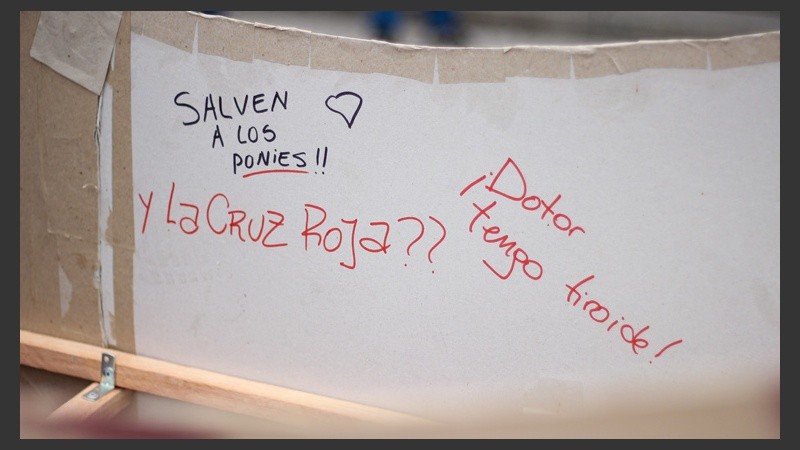 SALVEN
A LOS
PONIES!!
Y La CRUZ ROJa??
¡Dotor
tengo
tiroide!